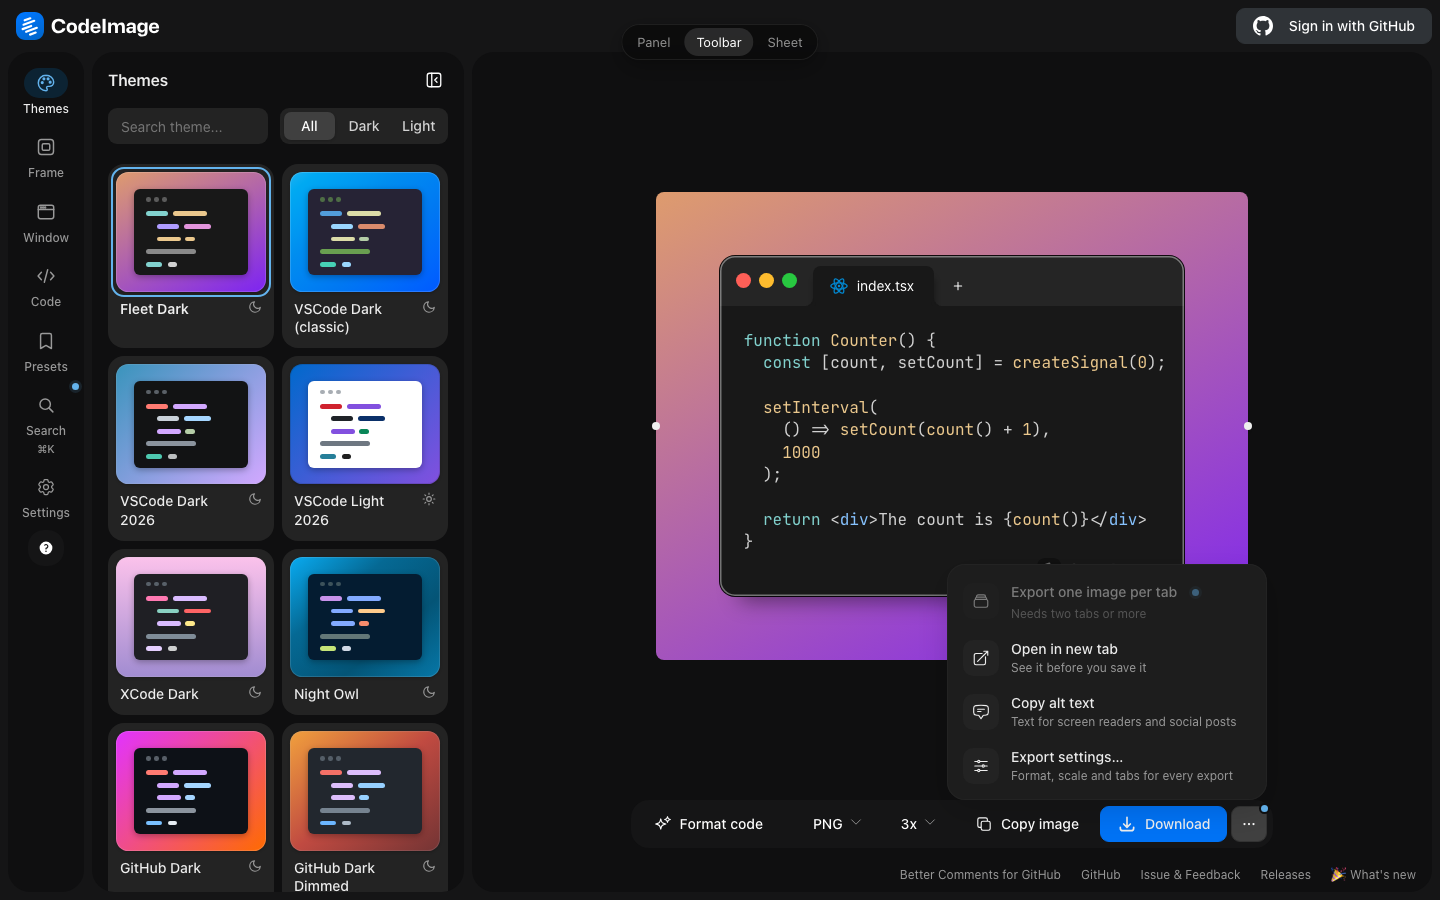 CodeImage
Panel
Toolbar
Sheet
Sign in with GitHub
Themes
Frame
Window
Code
Presets
Search
⌘K
Settings
Themes
Search theme...
All
Dark
Light
Fleet Dark
VSCode Dark
(classic)
VSCode Dark
2026
VSCode Light
2026
XCode Dark
Night Owl
GitHub Dark
GitHub Dark
Dimmed
index.tsx
+
function Counter() {
  const [count, setCount] = createSignal(0);
  setInterval(
    () => setCount(count() + 1),
    1000
  );
  return <div>The count is {count()}</div>
}
Export one image per tab
Needs two tabs or more
Open in new tab
See it before you save it
Copy alt text
Text for screen readers and social posts
Export settings...
Format, scale and tabs for every export
Format code
PNG
3x
Copy image
Download
Better Comments for GitHub
GitHub
Issue & Feedback
Releases
🎉 What's new